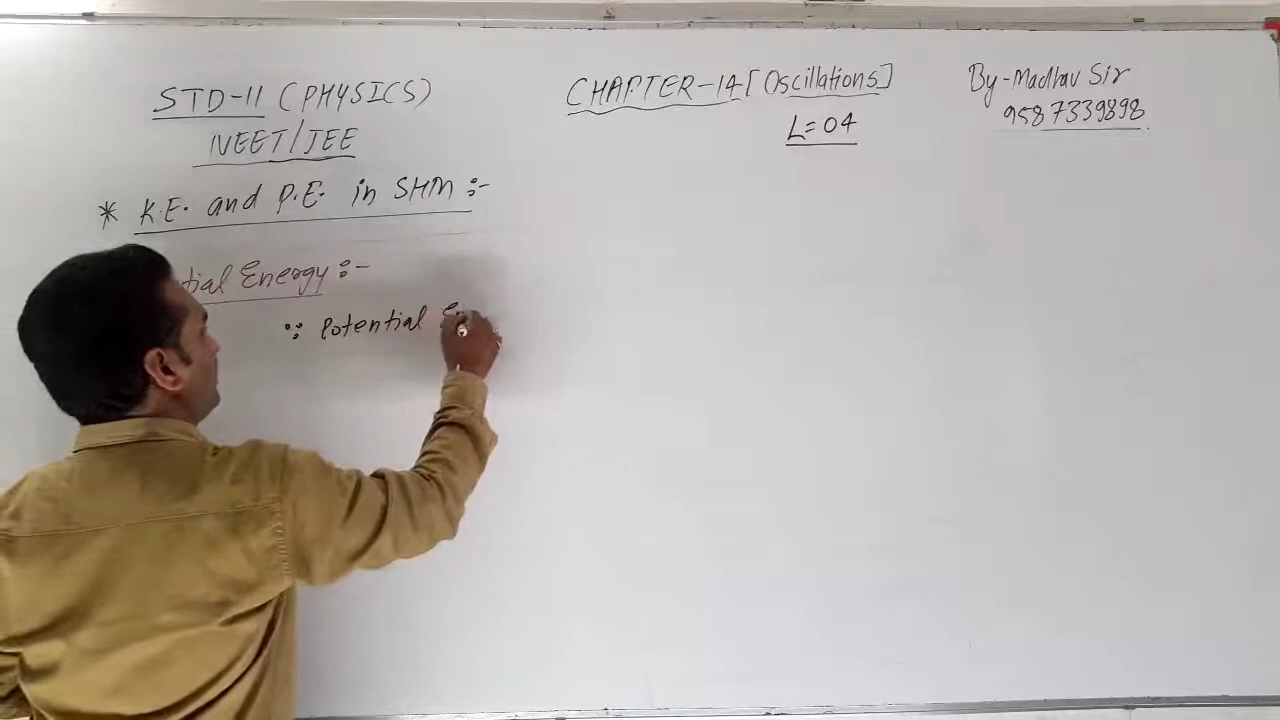 STD-11 (PHYSICS)
NEET/JEE
CHAPTER-14 [Oscillations]
L=04
By-Madhav Sir
9587339898
* K.E. and P.E. in SHM :-
Energy :-
∵ Potential